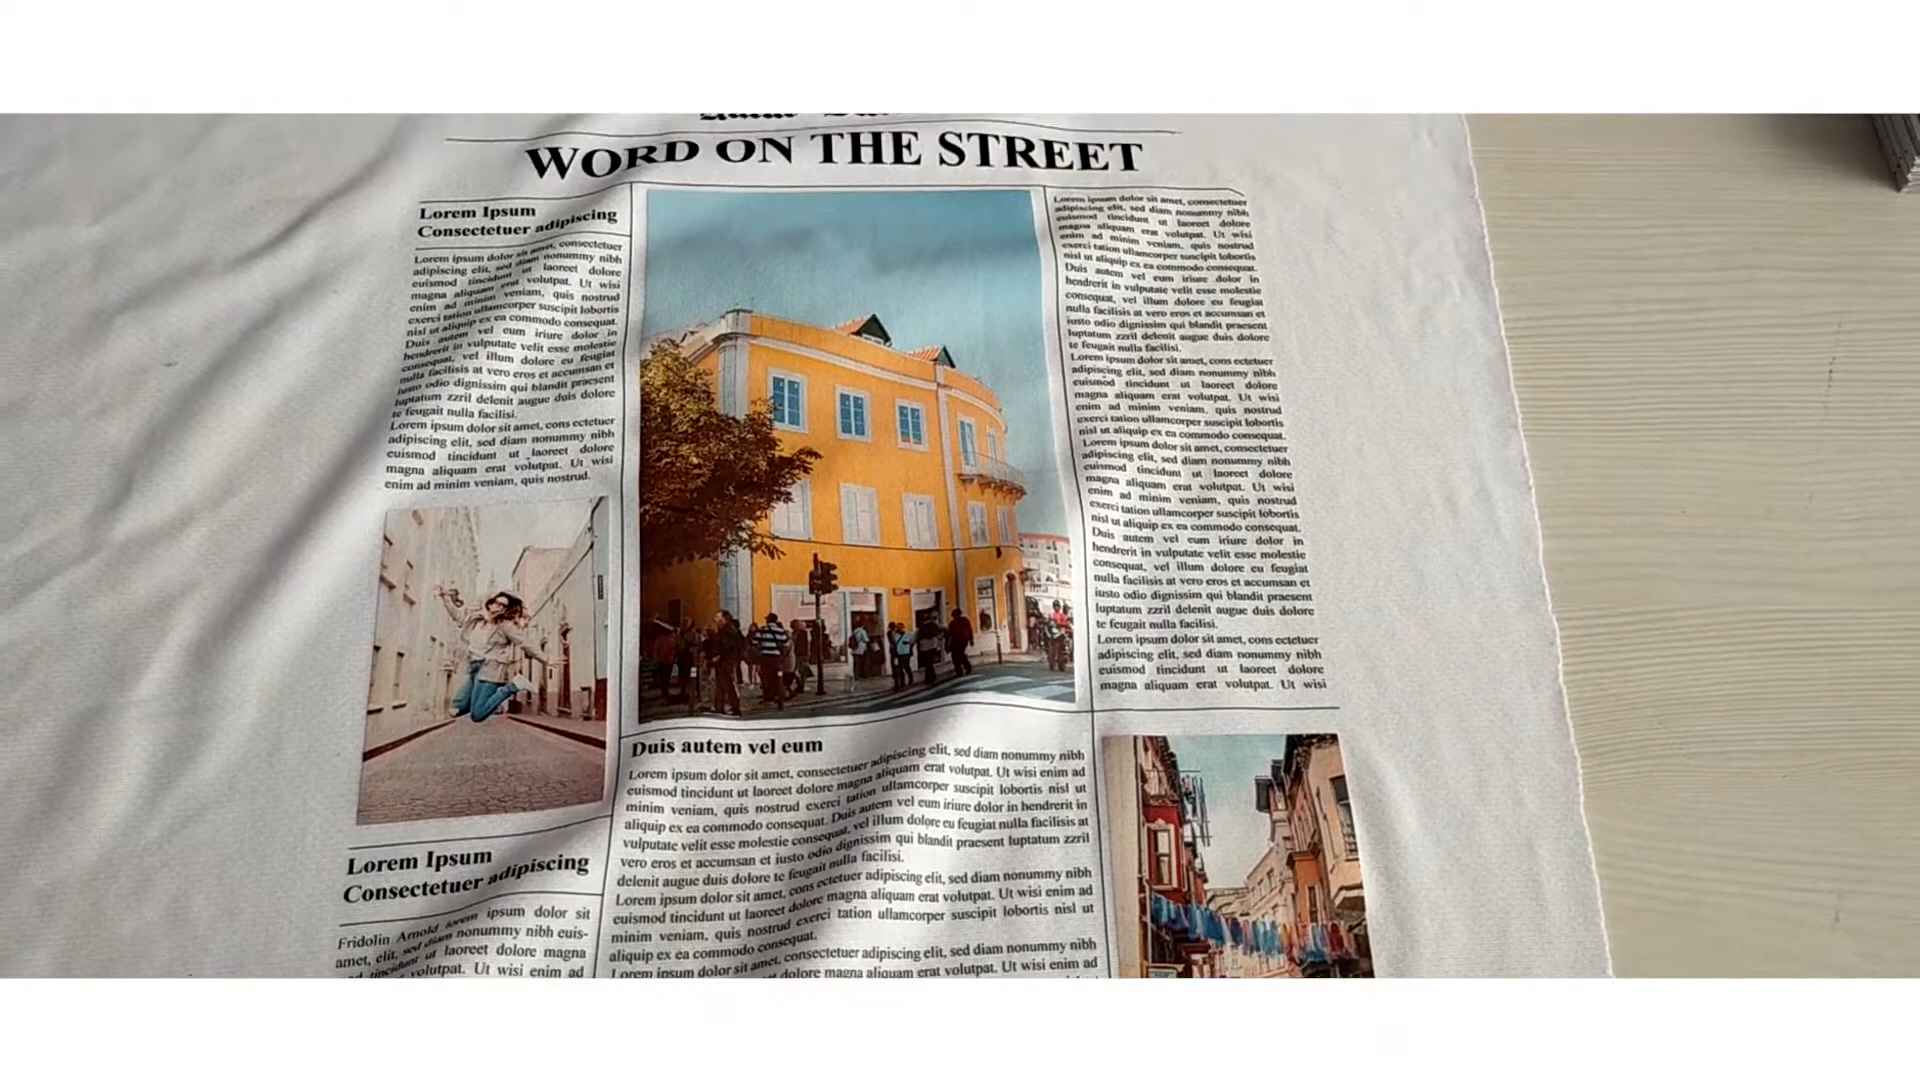 WORD ON THE STREET
Lorem Ipsum
Consectetuer adipiscing
Lorem ipsum dolor sit amet, consectetuer
adipiscing elit, sed diam nonummy nibh
euismod tincidunt ut laoreet dolore
magna aliquam erat volutpat. Ut wisi
enim ad minim veniam, quis nostrud
exerci tation ullamcorper suscipit lobortis
nisl ut aliquip ex ea commodo consequat.
Duis autem vel eum iriure dolor in
hendrerit in vulputate velit esse molestie
consequat, vel illum dolore eu feugiat
nulla facilisis at vero eros et accumsan et
iusto odio dignissim qui blandit praesent
luptatum zzril delenit augue duis dolore
te feugait nulla facilisi.
Lorem ipsum dolor sit amet, cons ectetuer
adipiscing elit, sed diam nonummy nibh
euismod tincidunt ut laoreet dolore
magna aliquam erat volutpat. Ut wisi
enim ad minim veniam, quis nostrud.
Lorem Ipsum
Consectetuer adipiscing
Fridolin Arnold lorem ipsum dolor sit
amet, elit, sed diam nonummy nibh euis-
tincidunt ut laoreet dolore magna
volutpat. Ut wisi enim ad
Duis autem vel eum
Lorem ipsum dolor sit amet, consectetuer adipiscing elit, sed diam nonummy nibh
euismod tincidunt ut laoreet dolore magna aliquam erat volutpat. Ut wisi enim ad
minim veniam, quis nostrud exerci tation ullamcorper suscipit lobortis nisl ut
aliquip ex ea commodo consequat. Duis autem vel eum iriure dolor in hendrerit in
vulputate velit esse molestie consequat, vel illum dolore eu feugiat nulla facilisis at
vero eros et accumsan et iusto odio dignissim qui blandit praesent luptatum zzril
delenit augue duis dolore te feugait nulla facilisi.
Lorem ipsum dolor sit amet, cons ectetuer adipiscing elit, sed diam nonummy nibh
euismod tincidunt ut laoreet dolore magna aliquam erat volutpat. Ut wisi enim ad
minim veniam, quis nostrud exerci tation ullamcorper suscipit lobortis nisl ut
aliquip ex ea commodo consequat.
Lorem ipsum dolor sit amet, consectetuer adipiscing elit, sed diam nonummy nibh
dolore magna aliquam erat volutpat. Ut wisi enim ad
Lorem ipsum dolor sit amet, consectetuer
adipiscing elit, sed diam nonummy nibh
euismod tincidunt ut laoreet dolore
magna aliquam erat volutpat. Ut wisi
enim ad minim veniam, quis nostrud
exerci tation ullamcorper suscipit lobortis
nisl ut aliquip ex ea commodo consequat.
Duis autem vel eum iriure dolor in
hendrerit in vulputate velit esse molestie
consequat, vel illum dolore eu feugiat
nulla facilisis at vero eros et accumsan et
iusto odio dignissim qui blandit praesent
luptatum zzril delenit augue duis dolore
te feugait nulla facilisi.
Lorem ipsum dolor sit amet, cons ectetuer
adipiscing elit, sed diam nonummy nibh
euismod tincidunt ut laoreet dolore
magna aliquam erat volutpat. Ut wisi
enim ad minim veniam, quis nostrud
exerci tation ullamcorper suscipit lobortis
nisl ut aliquip ex ea commodo consequat.
Lorem ipsum dolor sit amet, consectetuer
adipiscing elit, sed diam nonummy nibh
euismod tincidunt ut laoreet dolore
magna aliquam erat volutpat. Ut wisi
enim ad minim veniam, quis nostrud
exerci tation ullamcorper suscipit lobortis
nisl ut aliquip ex ea commodo consequat.
Duis autem vel eum iriure dolor in
hendrerit in vulputate velit esse molestie
consequat, vel illum dolore eu feugiat
nulla facilisis at vero eros et accumsan et
iusto odio dignissim qui blandit praesent
luptatum zzril delenit augue duis dolore
te feugait nulla facilisi.
Lorem ipsum dolor sit amet, cons ectetuer
adipiscing elit, sed diam nonummy nibh
euismod tincidunt ut laoreet dolore
magna aliquam erat volutpat. Ut wisi